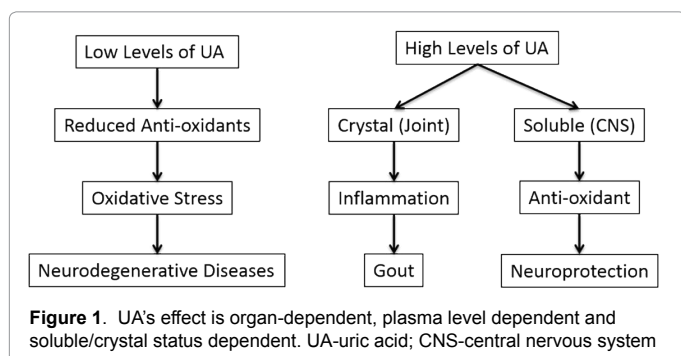 Low Levels of UA
High Levels of UA
Reduced Anti-oxidants
Crystal (Joint)
Soluble (CNS)
Oxidative Stress
Inflammation
Anti-oxidant
Neurodegenerative Diseases
Gout
Neuroprotection
Figure 1. UA's effect is organ-dependent, plasma level dependent and
soluble/crystal status dependent. UA-uric acid; CNS-central nervous system